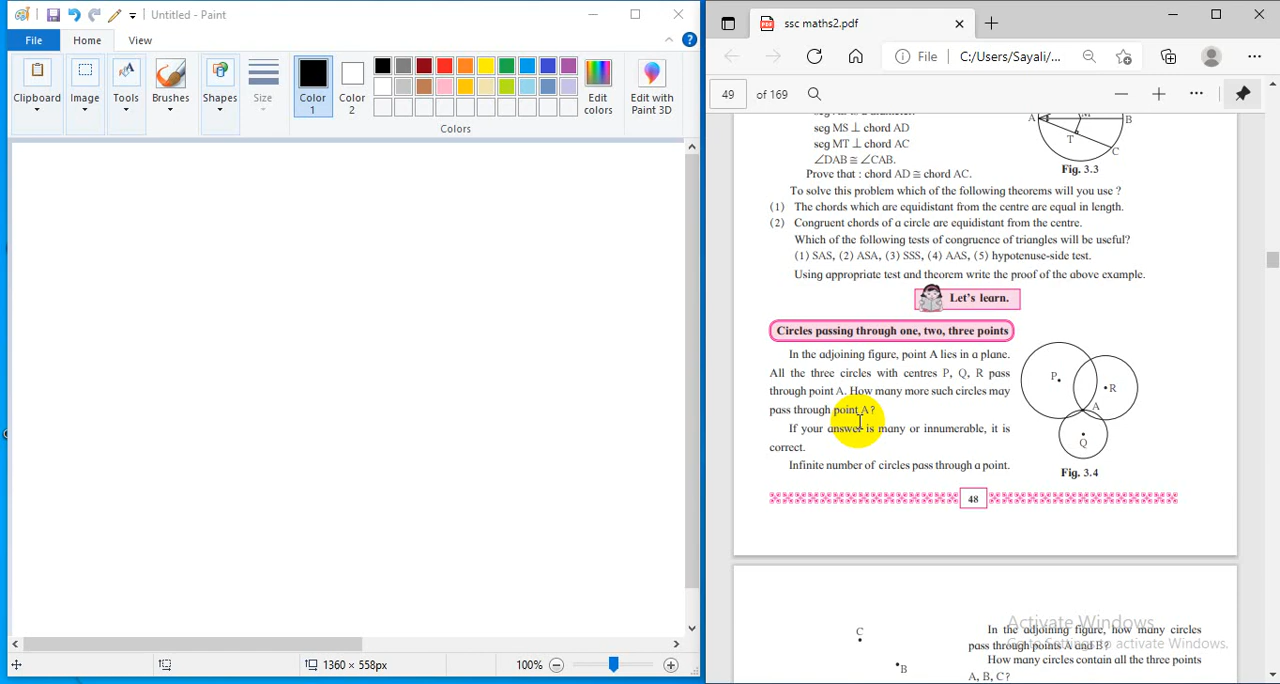 Untitled - Paint
File
Home
View
Clipboard
Image
Tools
Brushes
Shapes
Size
Color 1
Color 2
Edit colors
Edit with Paint 3D
Colors
1360 × 558px
100%
ssc maths2.pdf
File
C:/Users/Sayali/...
49
of 169
seg MS ⊥ chord AD
seg MT ⊥ chord AC
∠DAB ≅ ∠CAB.
Prove that : chord AD ≅ chord AC.
A
B
T
C
Fig. 3.3
To solve this problem which of the following theorems will you use ?
(1) The chords which are equidistant from the centre are equal in length.
(2) Congruent chords of a circle are equidistant from the centre.
Which of the following tests of congruence of triangles will be useful?
(1) SAS, (2) ASA, (3) SSS, (4) AAS, (5) hypotenuse-side test.
Using appropriate test and theorem write the proof of the above example.
Let's learn.
Circles passing through one, two, three points
In the adjoining figure, point A lies in a plane.
All the three circles with centres P, Q, R pass
through point A. How many more such circles may
pass through point A?
If your answer is many or innumerable, it is
correct.
Infinite number of circles pass through a point.
P
R
A
Q
Fig. 3.4
48
C
B
In the adjoining figure, how many circles
pass through points A and B?
How many circles contain all the three points
A, B, C?
Activate Windows
Go to Settings to activate Windows.